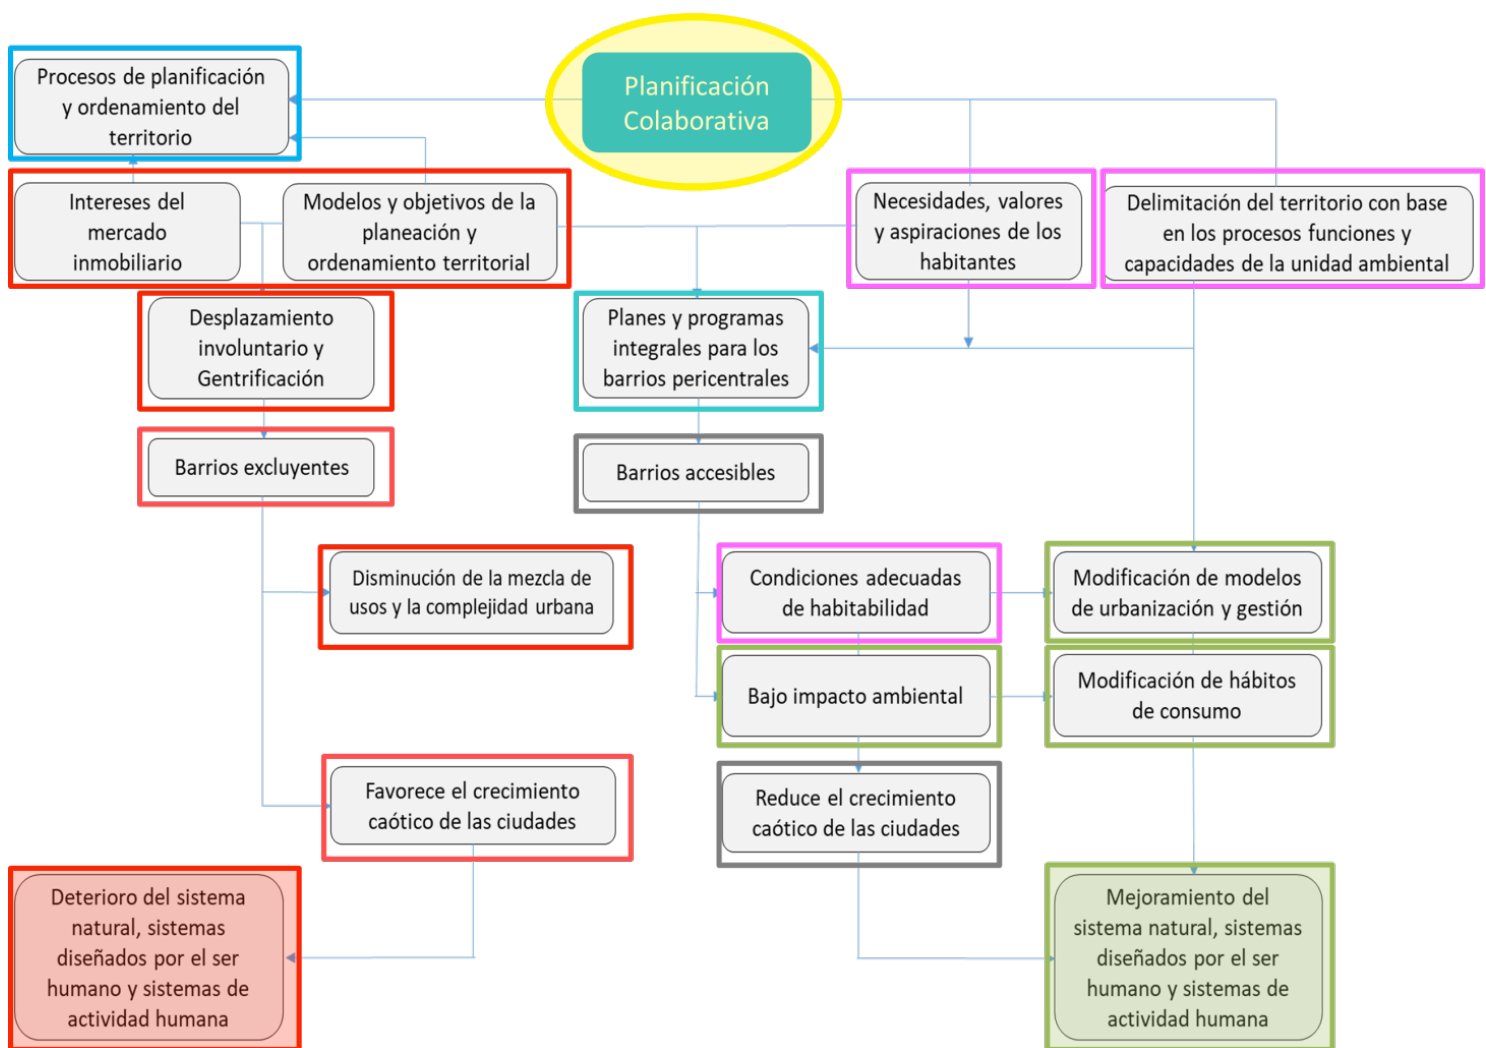 Procesos de planificación
y ordenamiento del
territorio
Planificación
Colaborativa
Intereses del
mercado
inmobiliario
Modelos y objetivos de la
planeación y
ordenamiento territorial
Necesidades, valores
y aspiraciones de los
habitantes
Delimitación del territorio con base
en los procesos funciones y
capacidades de la unidad ambiental
Desplazamiento
involuntario y
Gentrificación
Planes y programas
integrales para los
barrios pericentrales
Barrios excluyentes
Barrios accesibles
Disminución de la mezcla de
usos y la complejidad urbana
Condiciones adecuadas
de habitabilidad
Modificación de modelos
de urbanización y gestión
Bajo impacto ambiental
Modificación de hábitos
de consumo
Favorece el crecimiento
caótico de las ciudades
Reduce el crecimiento
caótico de las ciudades
Deterioro del sistema
natural, sistemas
diseñados por el ser
humano y sistemas de
actividad humana
Mejoramiento del
sistema natural, sistemas
diseñados por el ser
humano y sistemas de
actividad humana